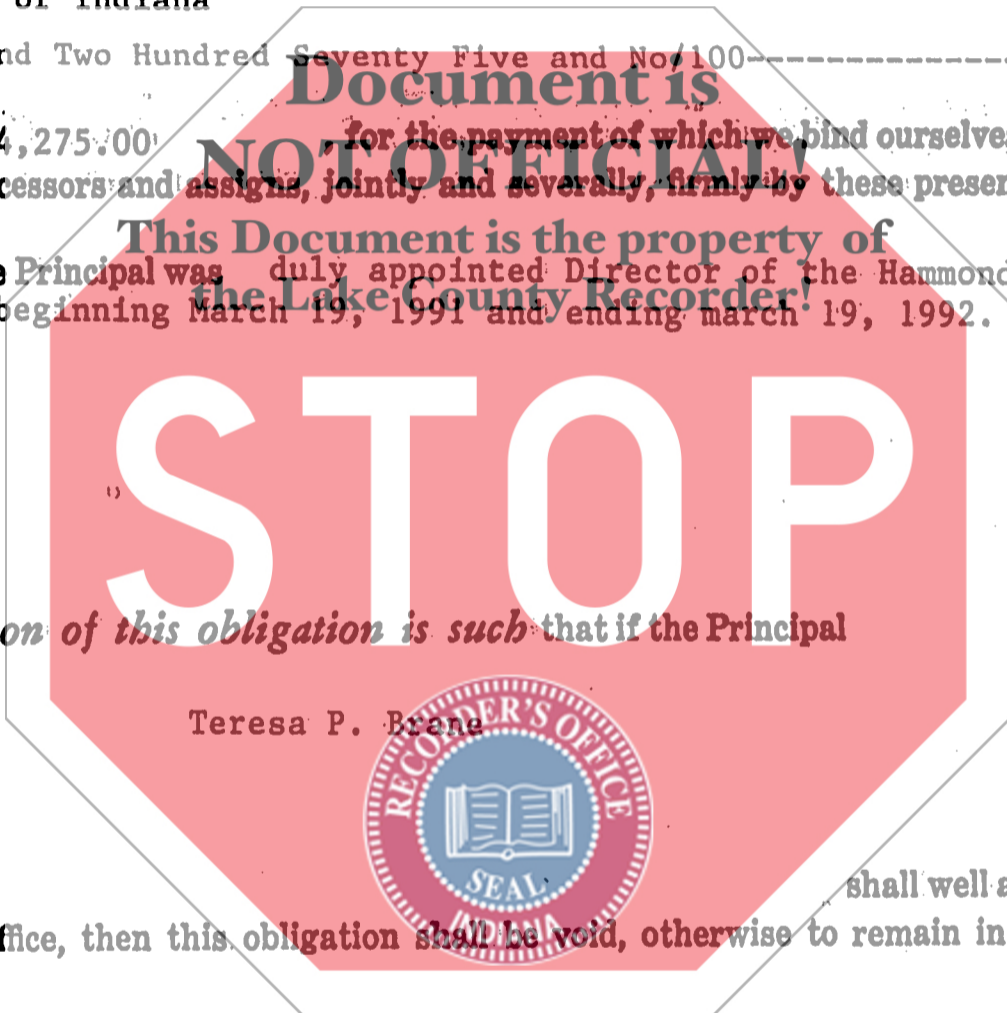 of Indiana
nd Two Hundred Seventy Five and No/100--------------
Document is
4,275.00 for the payment of which we bind ourselve
NOT OFFICIAL!
cessors and assigns, jointly and severally, firmly by these presen
This Document is the property of
e Principal was duly appointed Director of the Hammond
the Lake County Recorder!
beginning March 19, 1991 and ending march 19, 1992.
STOP
on of this obligation is such that if the Principal
Teresa P. Brane
RECORDER'S OFFICE
SEAL
INDIANA
shall well a
ffice, then this obligation shall be void, otherwise to remain in